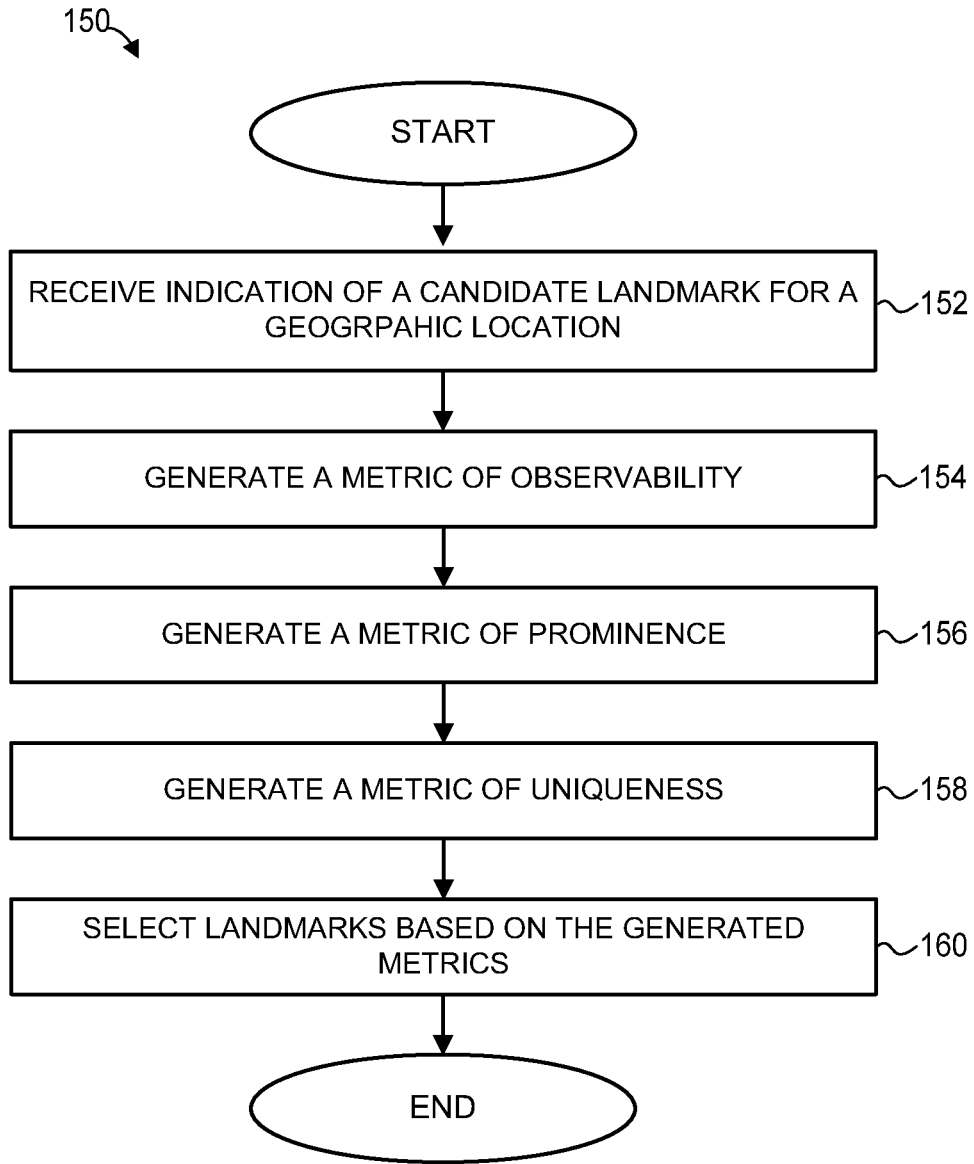 150
START
RECEIVE INDICATION OF A CANDIDATE LANDMARK FOR A
GEOGRPAHIC LOCATION
152
GENERATE A METRIC OF OBSERVABILITY
154
GENERATE A METRIC OF PROMINENCE
156
GENERATE A METRIC OF UNIQUENESS
158
SELECT LANDMARKS BASED ON THE GENERATED
METRICS
160
END